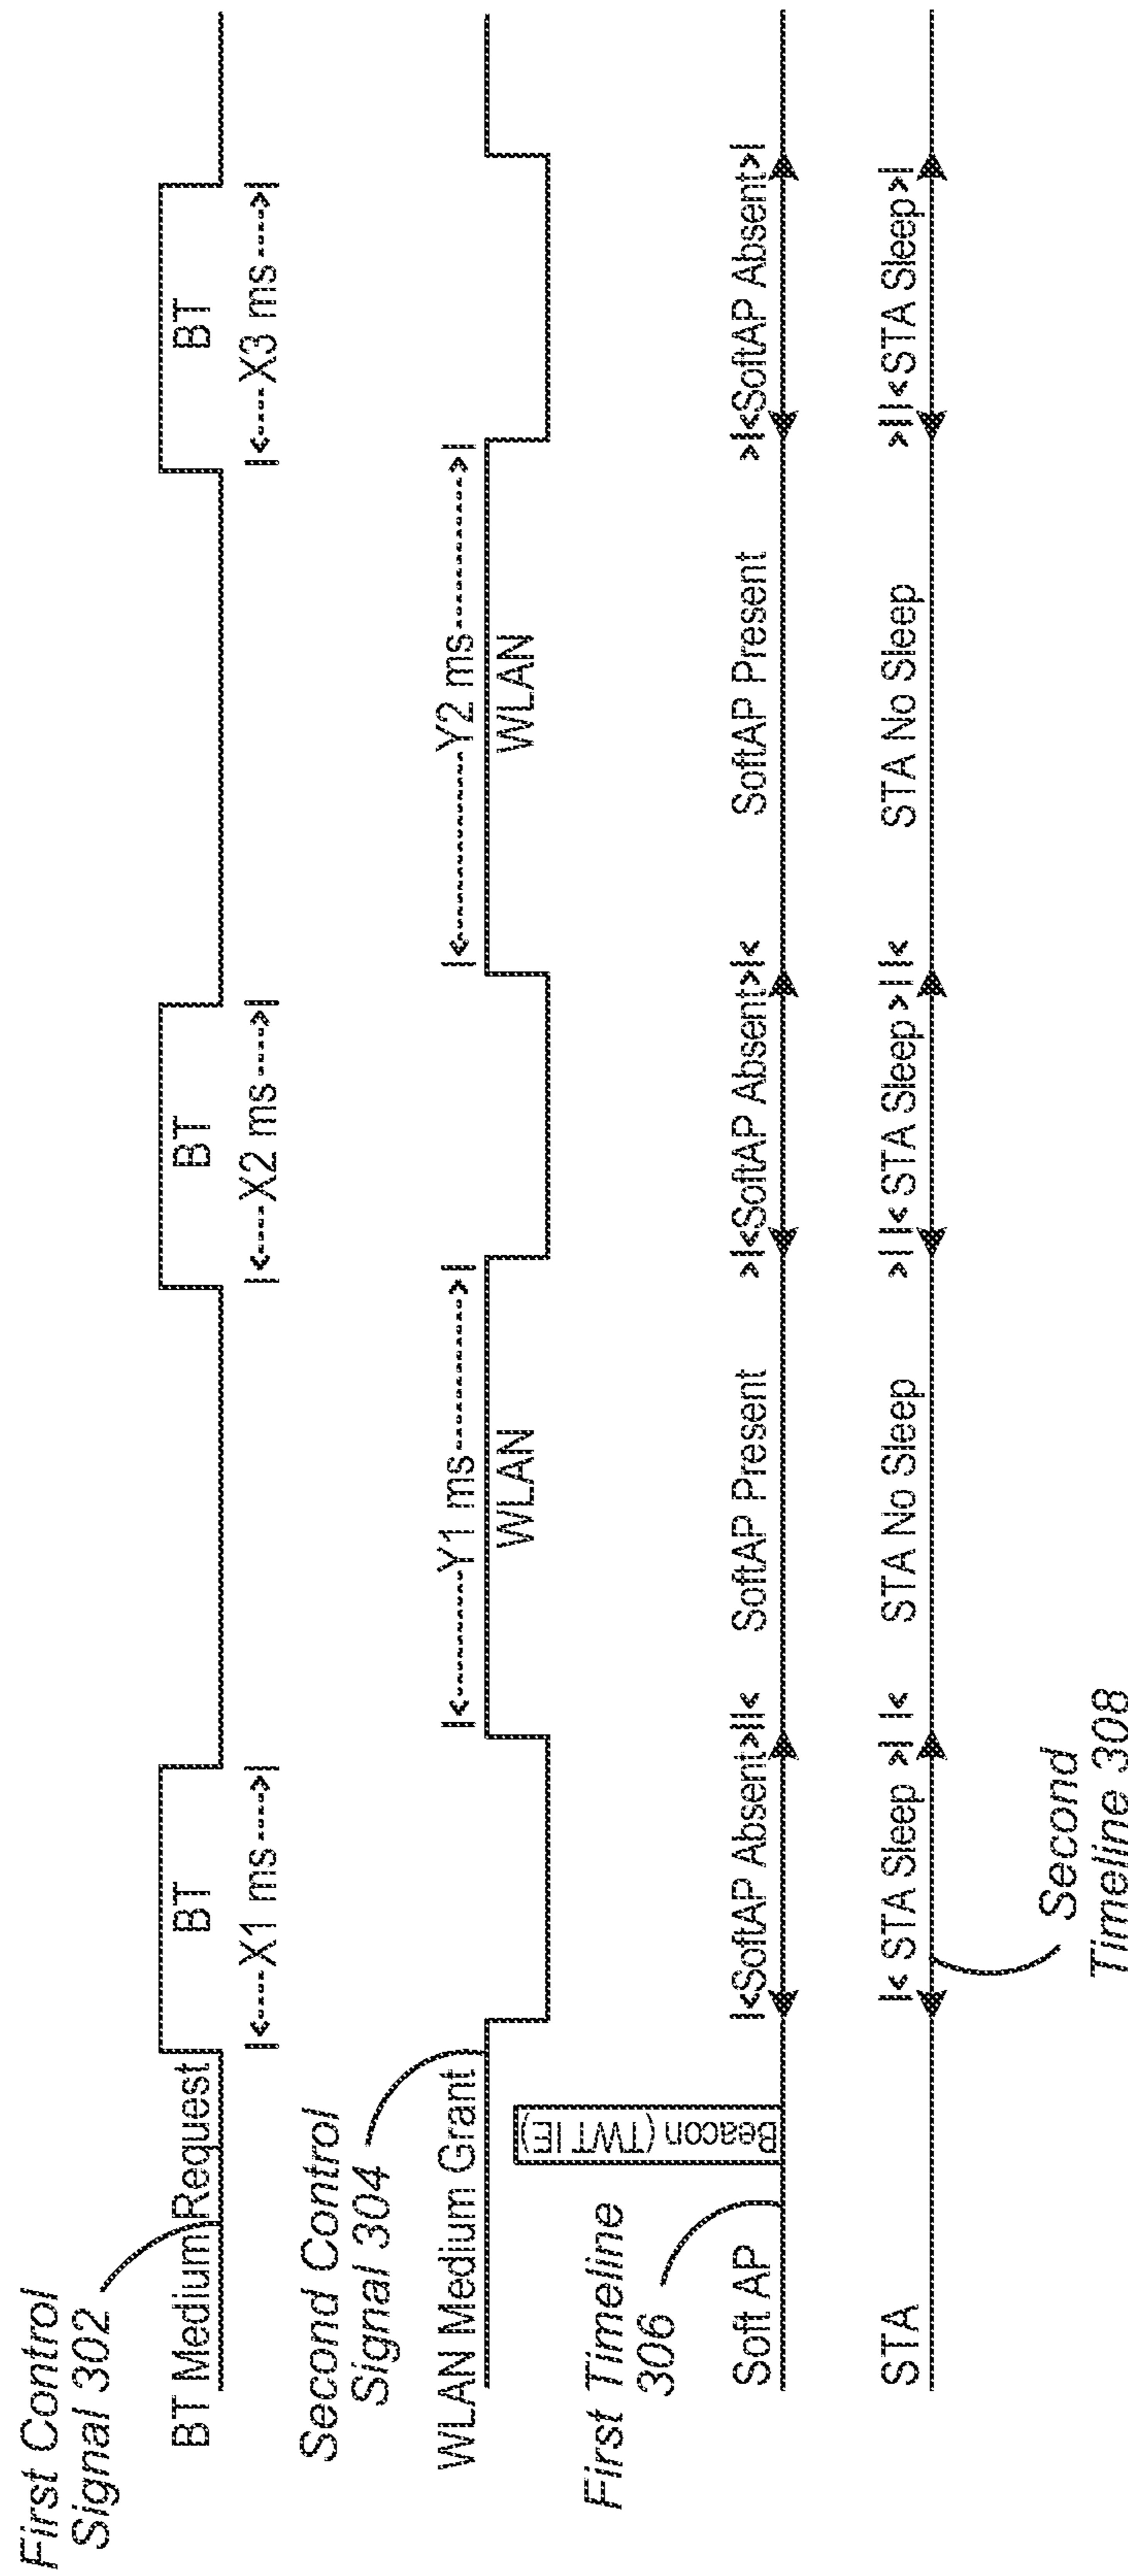 First Control
Signal 302
BT Medium Request
BT
BT
BT
|<----X1 ms---->|
|<----X2 ms---->|
|<----X3 ms---->|
Second Control
Signal 304
WLAN Medium Grant
|<--------Y1 ms-------->|
|<--------Y2 ms-------->|
WLAN
WLAN
First Timeline
306
Soft AP
Beacon (TWT IE)
|<SoftAP Absent>||< SoftAP Present >|<SoftAP Absent>|< SoftAP Present >|<SoftAP Absent>|
STA
|< STA Sleep >| |< STA No Sleep >| |< STA Sleep >| |< STA No Sleep >||<STA Sleep>|
Second
Timeline 308